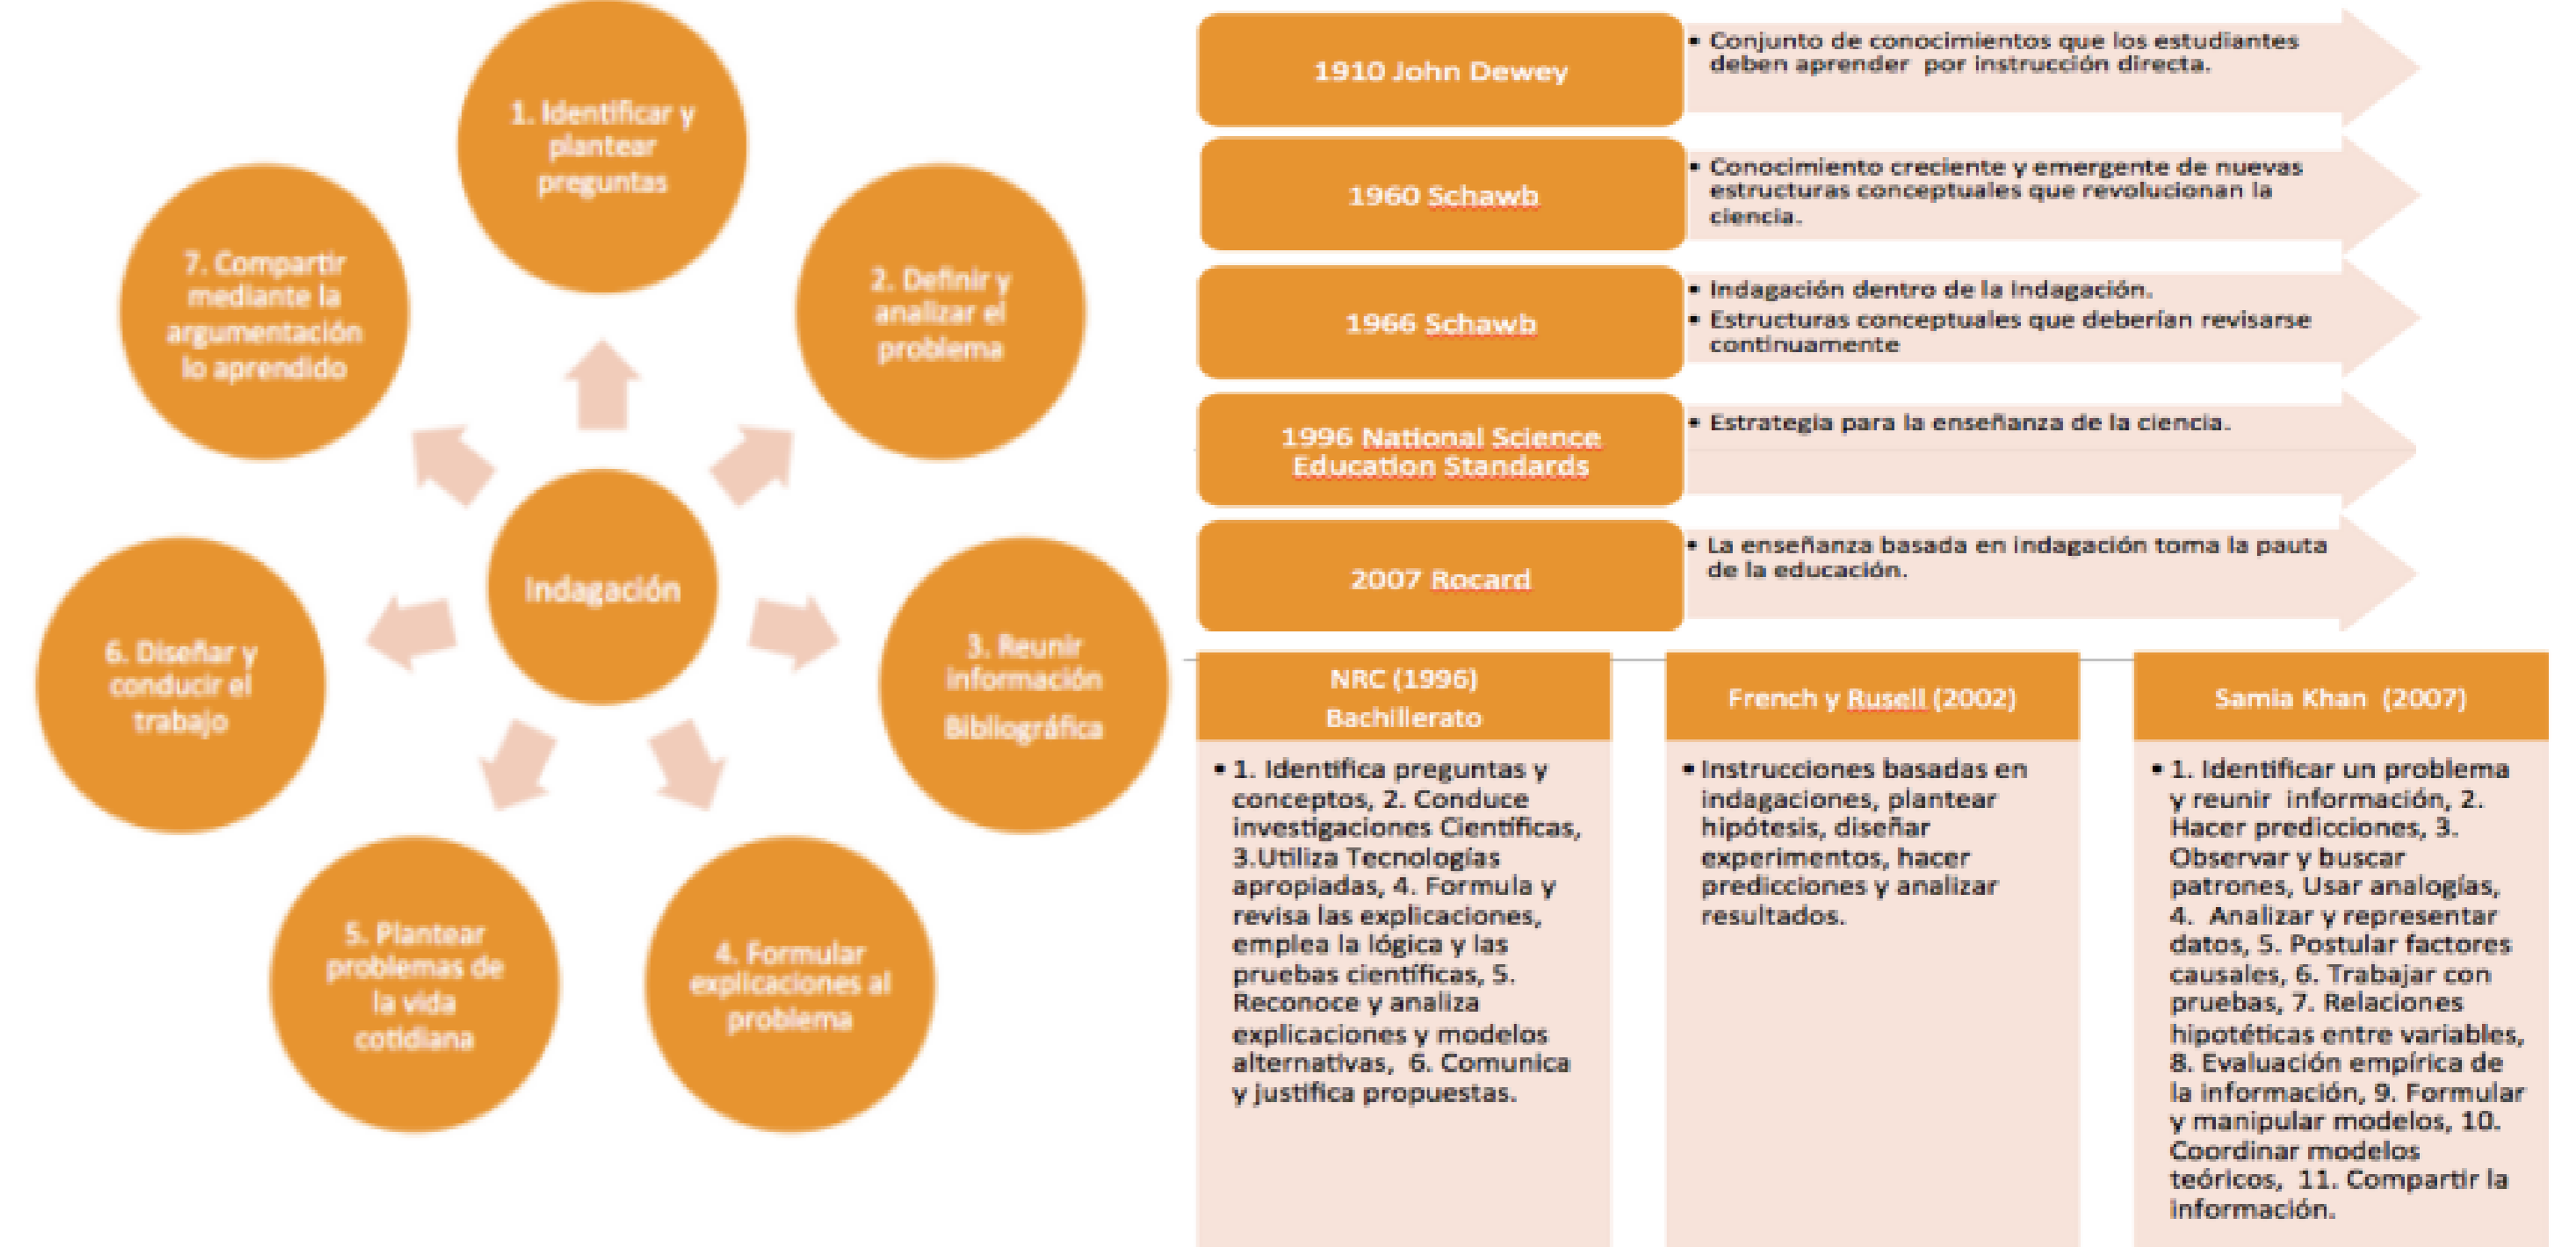 1. Identificar y
plantear
preguntas
2. Definir y
analizar el
problema
3. Reunir
información
Bibliográfica
4. Formular
explicaciones al
problema
5. Plantear
problemas de
la vida
cotidiana
6. Diseñar y
conducir el
trabajo
7. Compartir
mediante la
argumentación
lo aprendido
Indagación
1910 John Dewey
• Conjunto de conocimientos que los estudiantes
deben aprender por instrucción directa.
1960 Schawb
• Conocimiento creciente y emergente de nuevas
estructuras conceptuales que revolucionan la
ciencia.
1966 Schawb
• Indagación dentro de la Indagación.
• Estructuras conceptuales que deberían revisarse
continuamente
1996 National Science
Education Standards
• Estrategia para la enseñanza de la ciencia.
2007 Rocard
• La enseñanza basada en indagación toma la pauta
de la educación.
NRC (1996)
Bachillerato
• 1. Identifica preguntas y
conceptos, 2. Conduce
investigaciones Científicas,
3.Utiliza Tecnologías
apropiadas, 4. Formula y
revisa las explicaciones,
emplea la lógica y las
pruebas científicas, 5.
Reconoce y analiza
explicaciones y modelos
alternativas, 6. Comunica
y justifica propuestas.
French y Rusell (2002)
• Instrucciones basadas en
indagaciones, plantear
hipótesis, diseñar
experimentos, hacer
predicciones y analizar
resultados.
Samia Khan (2007)
• 1. Identificar un problema
y reunir información, 2.
Hacer predicciones, 3.
Observar y buscar
patrones, Usar analogías,
4. Analizar y representar
datos, 5. Postular factores
causales, 6. Trabajar con
pruebas, 7. Relaciones
hipotéticas entre variables,
8. Evaluación empírica de
la información, 9. Formular
y manipular modelos, 10.
Coordinar modelos
teóricos, 11. Compartir la
información.